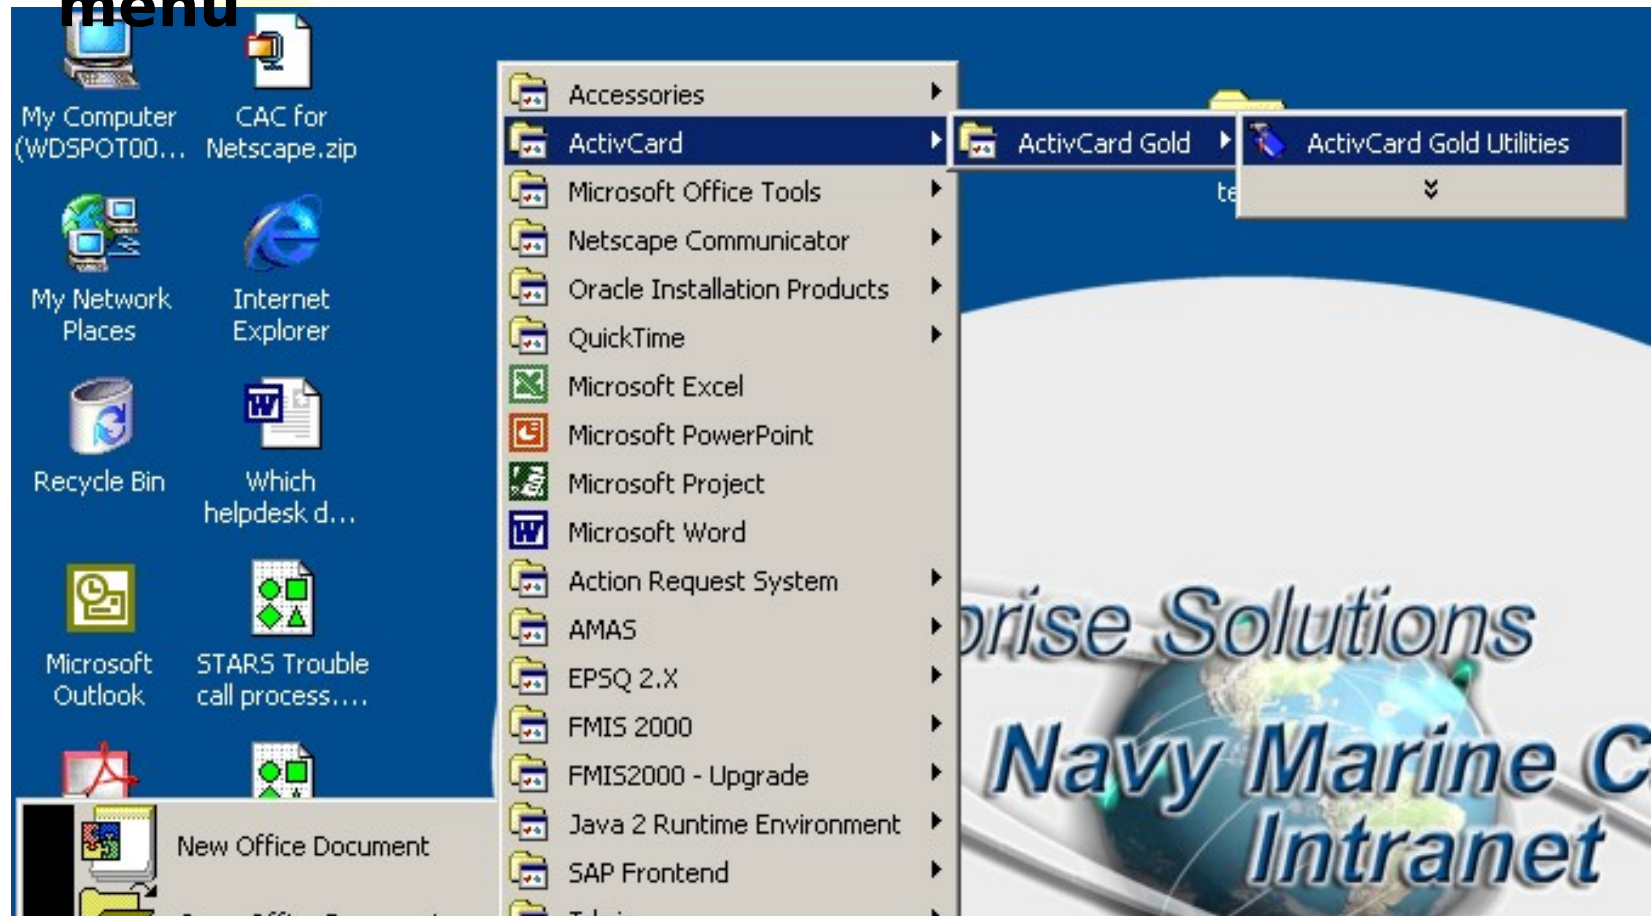 menu
My Computer
(WDSPOT00...
CAC for
Netscape.zip
My Network
Places
Internet
Explorer
Recycle Bin
Which
helpdesk d...
Microsoft
Outlook
STARS Trouble
call process....
New Office Document
Accessories
ActivCard
Microsoft Office Tools
Netscape Communicator
Oracle Installation Products
QuickTime
Microsoft Excel
Microsoft PowerPoint
Microsoft Project
Microsoft Word
Action Request System
AMAS
EPSQ 2.X
FMIS 2000
FMIS2000 - Upgrade
Java 2 Runtime Environment
SAP Frontend
ActivCard Gold
ActivCard Gold Utilities
te
prise Solutions
Navy Marine C
Intranet